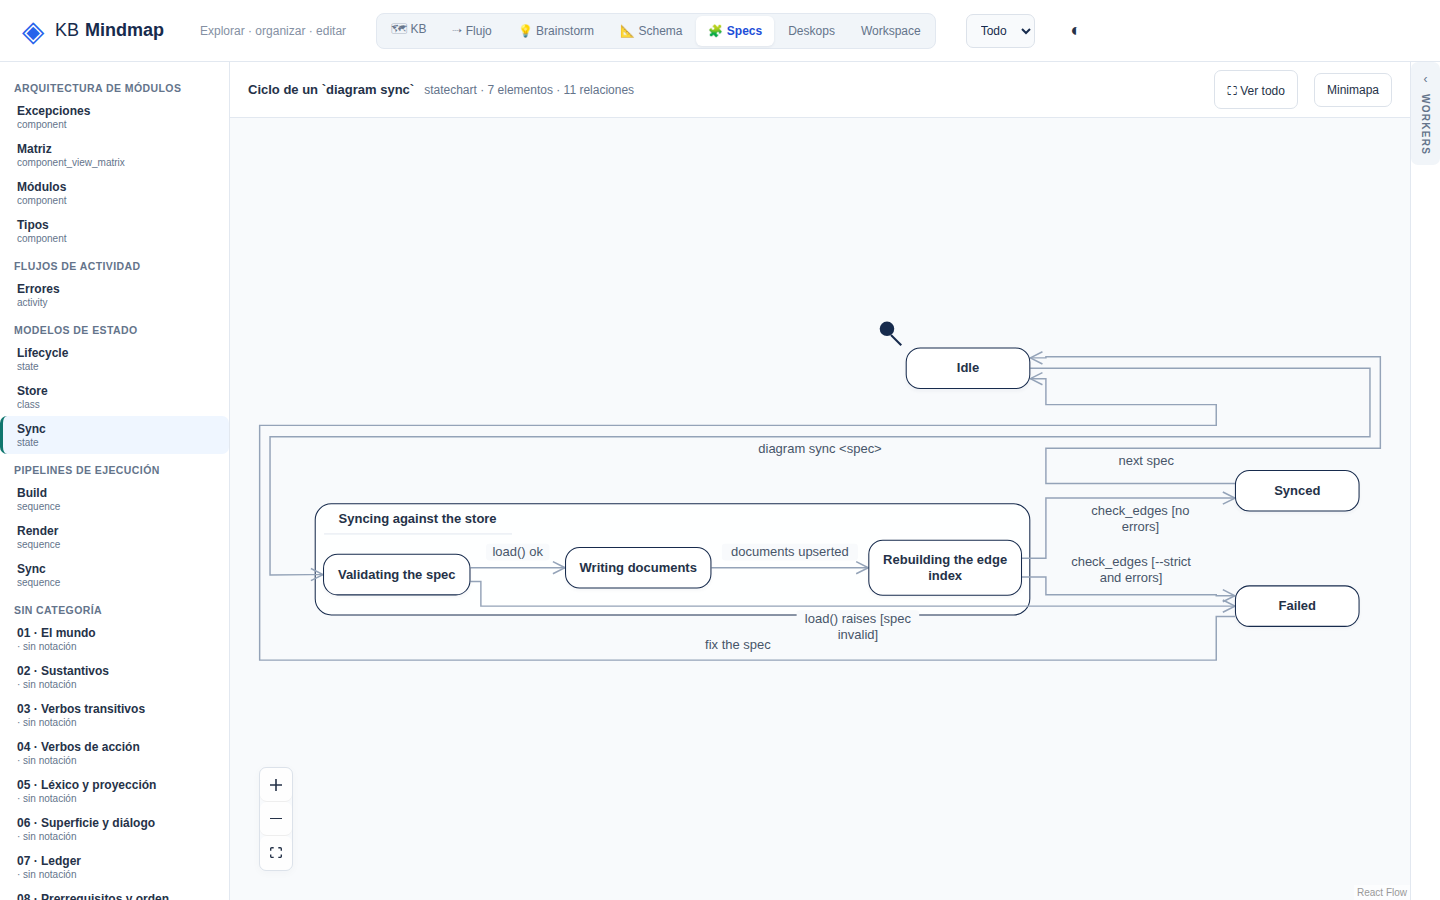 KB Mindmap
Explorar · organizar · editar
KB
Flujo
Brainstorm
Schema
Specs
Deskops
Workspace
Todo
ARQUITECTURA DE MÓDULOS
Excepciones
component
Matriz
component_view_matrix
Módulos
component
Tipos
component
FLUJOS DE ACTIVIDAD
Errores
activity
MODELOS DE ESTADO
Lifecycle
state
Store
class
Sync
state
PIPELINES DE EJECUCIÓN
Build
sequence
Render
sequence
Sync
sequence
SIN CATEGORÍA
01 · El mundo
· sin notación
02 · Sustantivos
· sin notación
03 · Verbos transitivos
· sin notación
04 · Verbos de acción
· sin notación
05 · Léxico y proyección
· sin notación
06 · Superficie y diálogo
· sin notación
07 · Ledger
· sin notación
08 · Prerrequisitos y orden
Ciclo de un `diagram sync`
statechart · 7 elementos · 11 relaciones
Ver todo
Minimapa
WORKERS
Idle
diagram sync <spec>
next spec
Synced
check_edges [no
errors]
Syncing against the store
load() ok
documents upserted
Validating the spec
Writing documents
Rebuilding the edge
index
check_edges [--strict
and errors]
Failed
load() raises [spec
invalid]
fix the spec
React Flow